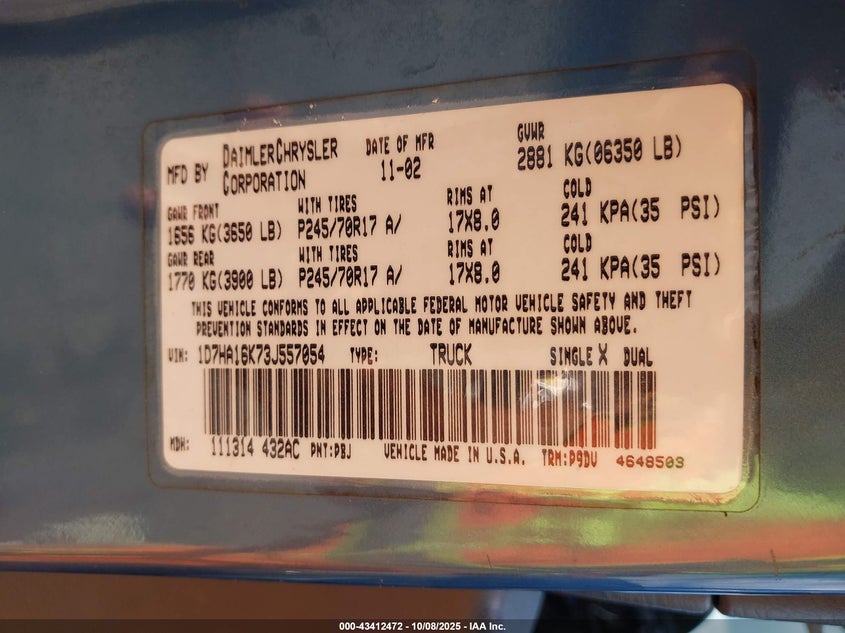 MFD BY DAIMLERCHRYSLER CORPORATION DATE OF MFR 11-02 GVWR 2881 KG(06350 LB)
GAWR FRONT WITH TIRES RIMS AT COLD
1656 KG(3650 LB) P245/70R17 A/ 17X8.0 241 KPA(35 PSI)
GAWR REAR WITH TIRES RIMS AT COLD
1770 KG(3900 LB) P245/70R17 A/ 17X8.0 241 KPA(35 PSI)
THIS VEHICLE CONFORMS TO ALL APPLICABLE FEDERAL MOTOR VEHICLE SAFETY AND THEFT
PREVENTION STANDARDS IN EFFECT ON THE DATE OF MANUFACTURE SHOWN ABOVE.
VIN: 1D7HA16K73J557054 TYPE: TRUCK SINGLE X DUAL
MDH: 111314 432AC PNT:PBJ VEHICLE MADE IN U.S.A. TRM:P9DV 4648503
000-43412472 - 10/08/2025 - IAA Inc.